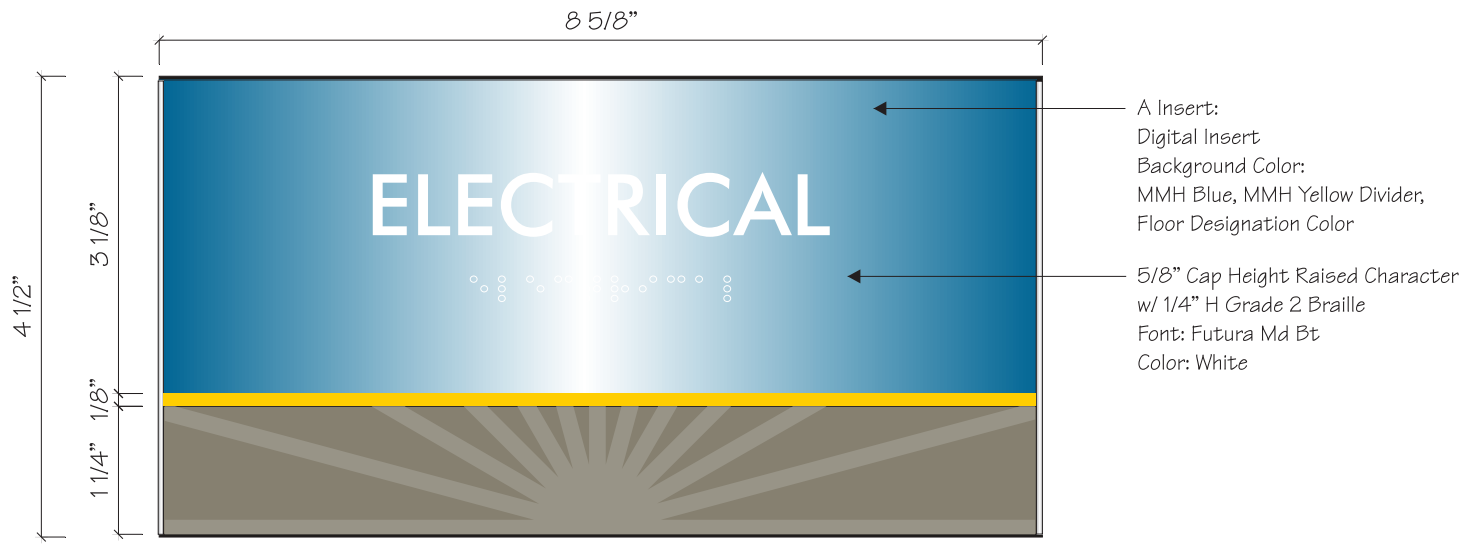 8 5/8”
4 1/2”
3 1/8”
1/8”
1 1/4”
ELECTRICAL
A Insert:
Digital Insert
Background Color:
MMH Blue, MMH Yellow Divider,
Floor Designation Color
5/8” Cap Height Raised Character
w/ 1/4” H Grade 2 Braille
Font: Futura Md Bt
Color: White